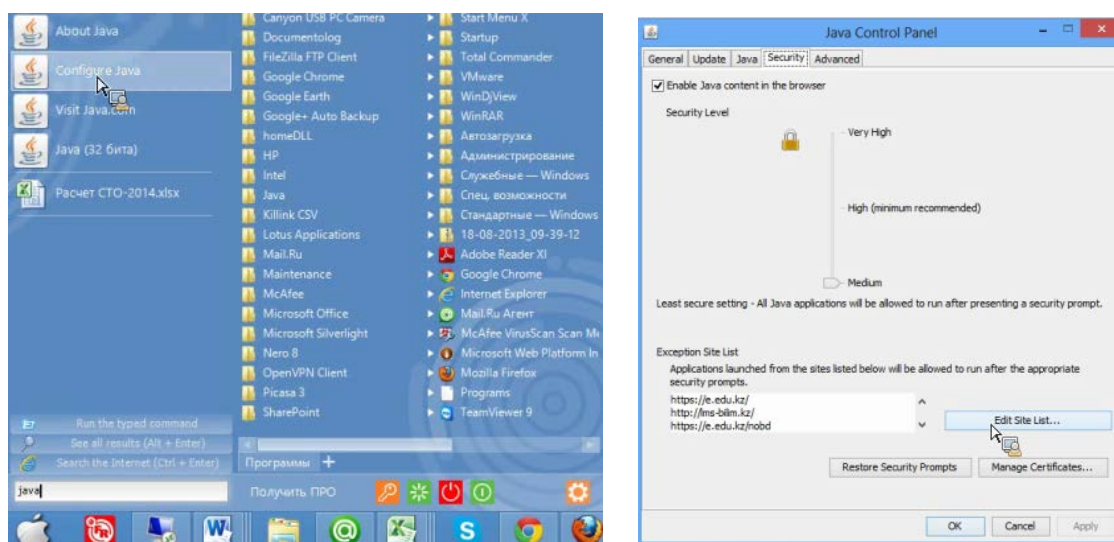 About Java
Configure Java
Visit Java.com
Java (32 бита)
Расчет СТО-2014.xlsx
Run the typed command
See all results (Alt + Enter)
Search the Internet (Ctrl + Enter)
java
Canyon USB PC Camera
Documentolog
FileZilla FTP Client
Google Chrome
Google Earth
Google+ Auto Backup
homeDLL
HP
Intel
Java
Killink CSV
Lotus Applications
Mail.Ru
Maintenance
McAfee
Microsoft Office
Microsoft Silverlight
Nero 8
OpenVPN Client
Picasa 3
SharePoint
Start Menu X
Startup
Total Commander
VMware
WinDjView
WinRAR
Автозагрузка
Администрирование
Служебные — Windows
Спец. возможности
Стандартные — Windows
18-08-2013_09-39-12
Adobe Reader XI
Google Chrome
Internet Explorer
Mail.Ru Агент
McAfee VirusScan Scan
Microsoft Web Platform In
Mozilla Firefox
Programs
TeamViewer 9
Программы +
Получить ПРО
Java Control Panel
General Update Java Security Advanced
Enable Java content in the browser
Security Level
Very High
High (minimum recommended)
Medium
Least secure setting - All Java applications will be allowed to run after presenting a security prompt.
Exception Site List
Applications launched from the sites listed below will be allowed to run after the appropriate
security prompts.
https://e.edu.kz/
http://lms-bilim.kz/
https://e.edu.kz/nobd
Edit Site List...
Restore Security Prompts Manage Certificates...
OK Cancel Apply